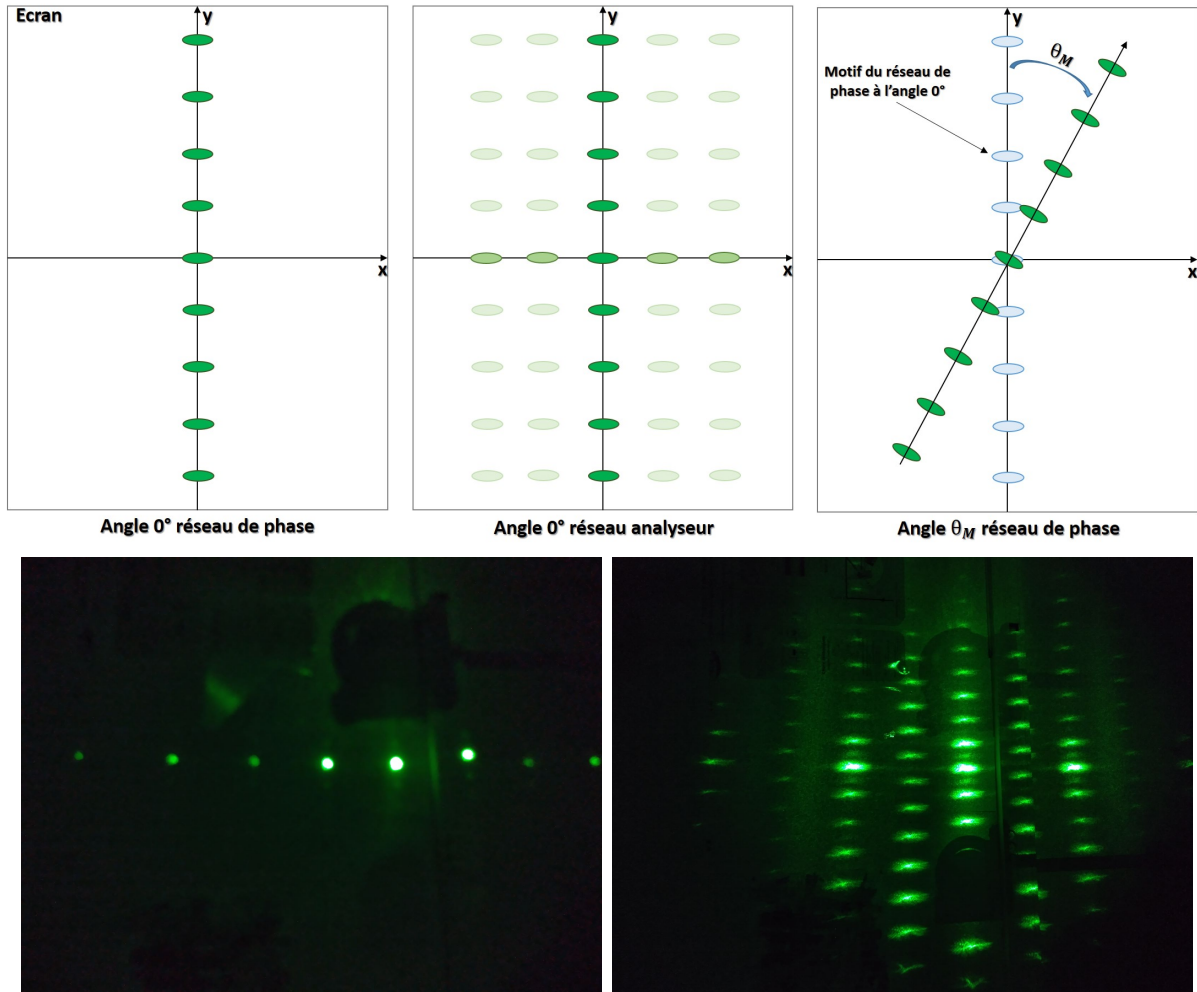 Ecran
y
x
Angle 0° réseau de phase
y
x
Angle 0° réseau analyseur
y
θM
Motif du réseau de
phase à l'angle 0°
x
Angle θM réseau de phase